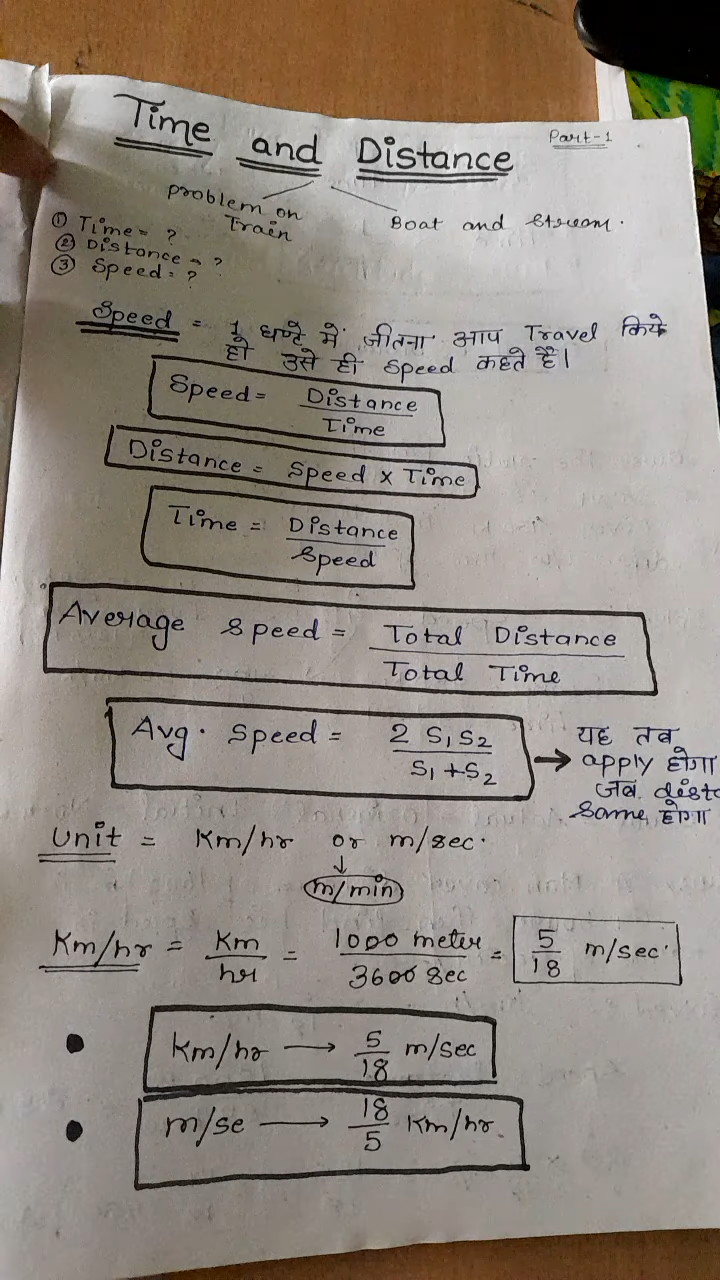 Time and Distance Part-1
problem on Train
Boat and Stream.
① Time = ?
② Distance = ?
③ Speed = ?
Speed = 1 घण्टे में जीतना आप Travel किये
हो उसे ही speed कहते हैं।
Speed = Distance / Time
Distance = Speed x Time
Time = Distance / Speed
Average speed = Total Distance / Total Time
Avg. Speed = 2 S₁ S₂ / S₁ + S₂ → यह तब
apply होगा
जब dist
same होगा
Unit = Km/hr or m/sec.
↓
m/min
Km/hr = Km / hr = 1000 meter / 3600 sec = 5/18 m/sec.
• Km/hr → 5/18 m/sec
• m/se → 18/5 Km/hr.